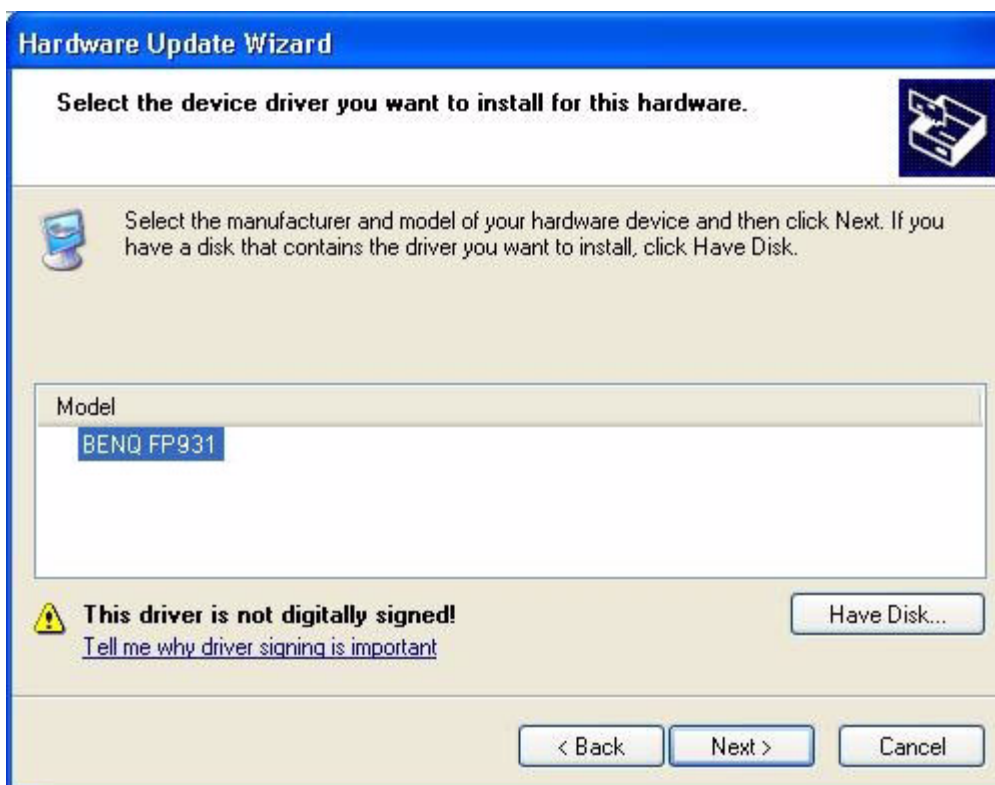 Hardware Update Wizard
Select the device driver you want to install for this hardware.
Select the manufacturer and model of your hardware device and then click Next. If you
have a disk that contains the driver you want to install, click Have Disk.
Model
BENQ FP931
This driver is not digitally signed!
Have Disk...
Tell me why driver signing is important
< Back
Next >
Cancel